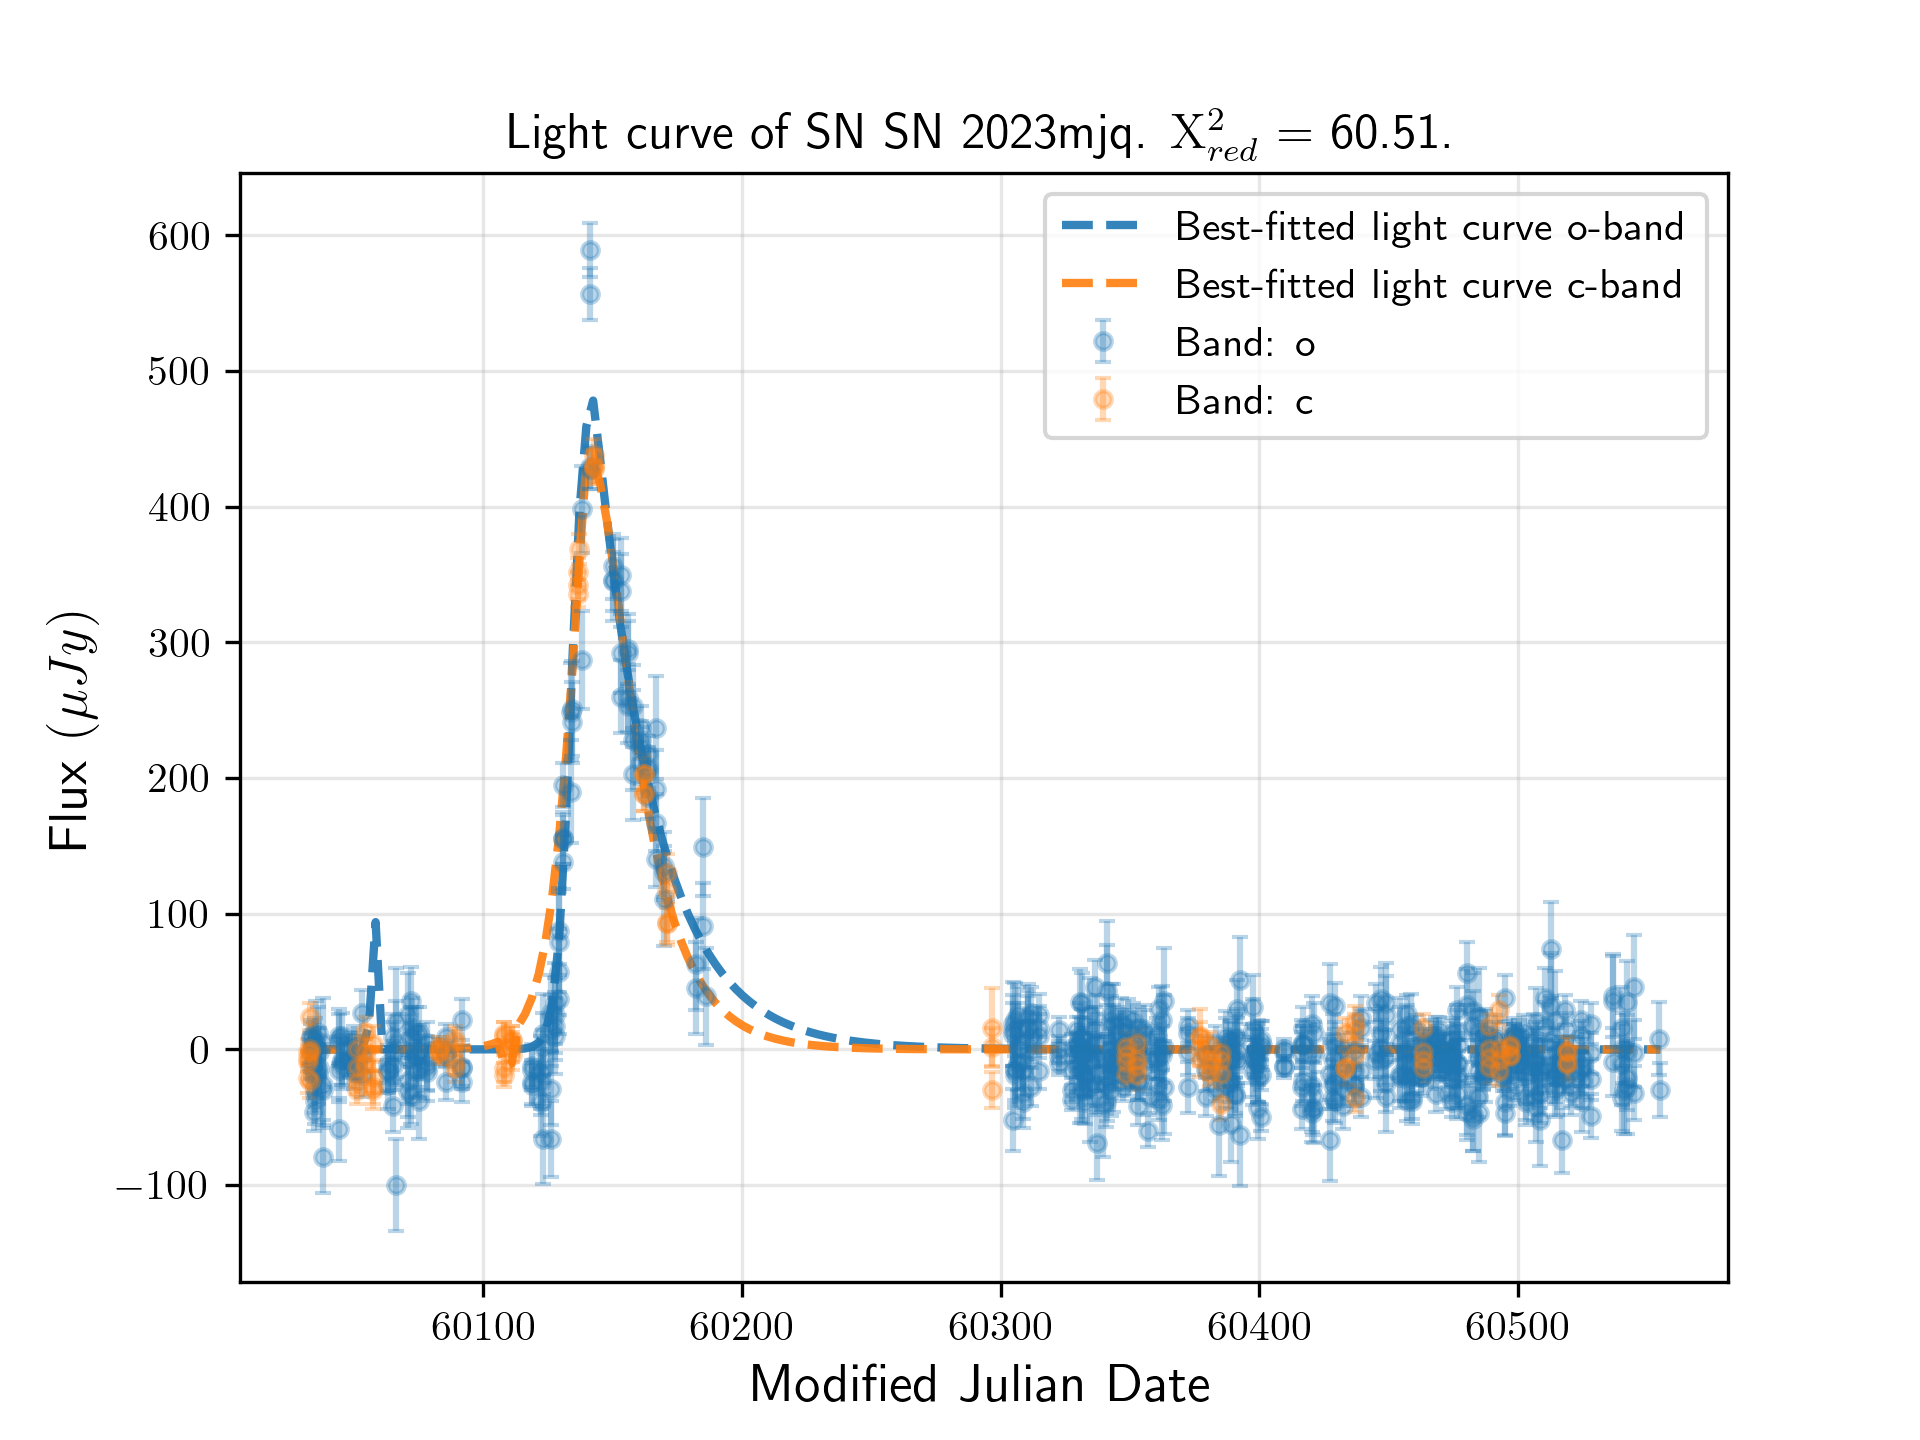 Light curve of SN SN 2023mjq. X²_red = 60.51.
Best-fitted light curve o-band
Best-fitted light curve c-band
Band: o
Band: c
600
500
400
300
200
100
0
−100
Flux (μJy)
60100 60200 60300 60400 60500
Modified Julian Date